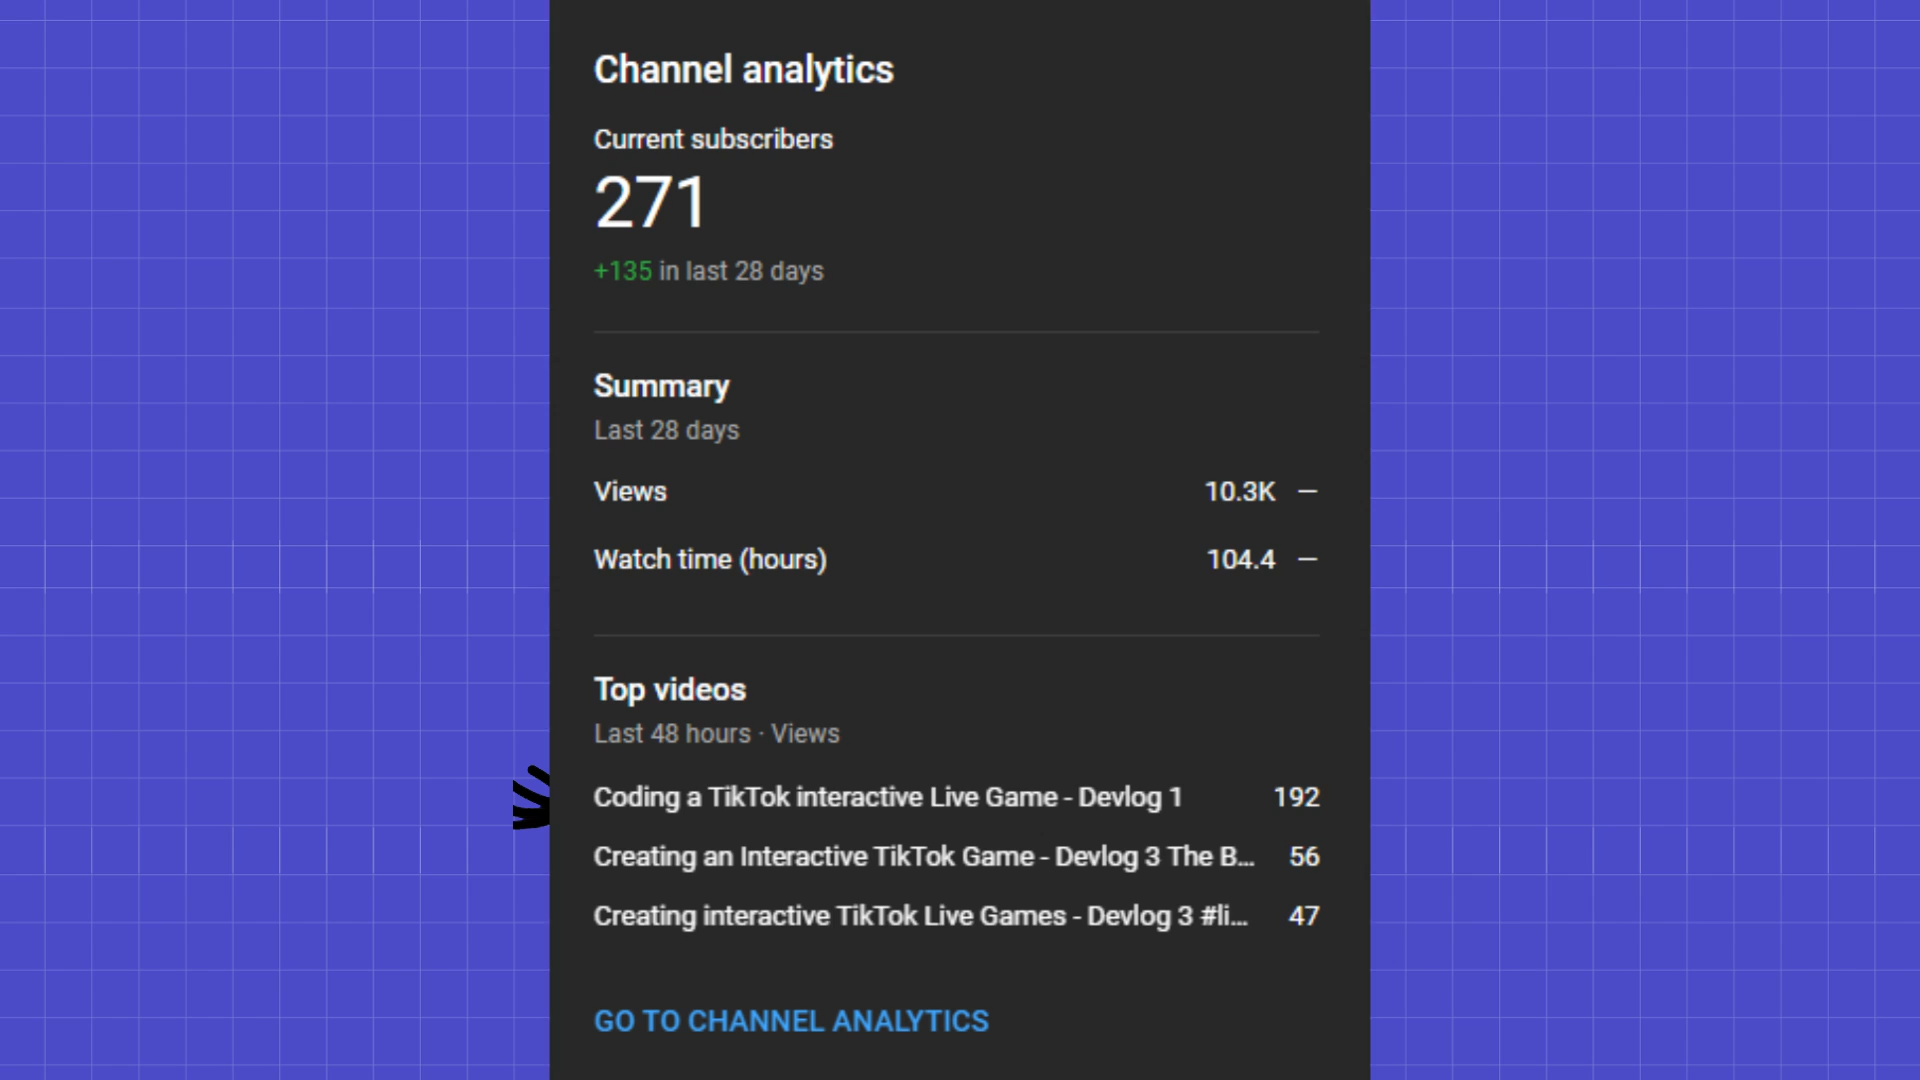 Channel analytics
Current subscribers
271
+135 in last 28 days
Summary
Last 28 days
Views 10.3K —
Watch time (hours) 104.4 —
Top videos
Last 48 hours · Views
Coding a TikTok interactive Live Game - Devlog 1 192
Creating an Interactive TikTok Game - Devlog 3 The B... 56
Creating interactive TikTok Live Games - Devlog 3 #li... 47
GO TO CHANNEL ANALYTICS